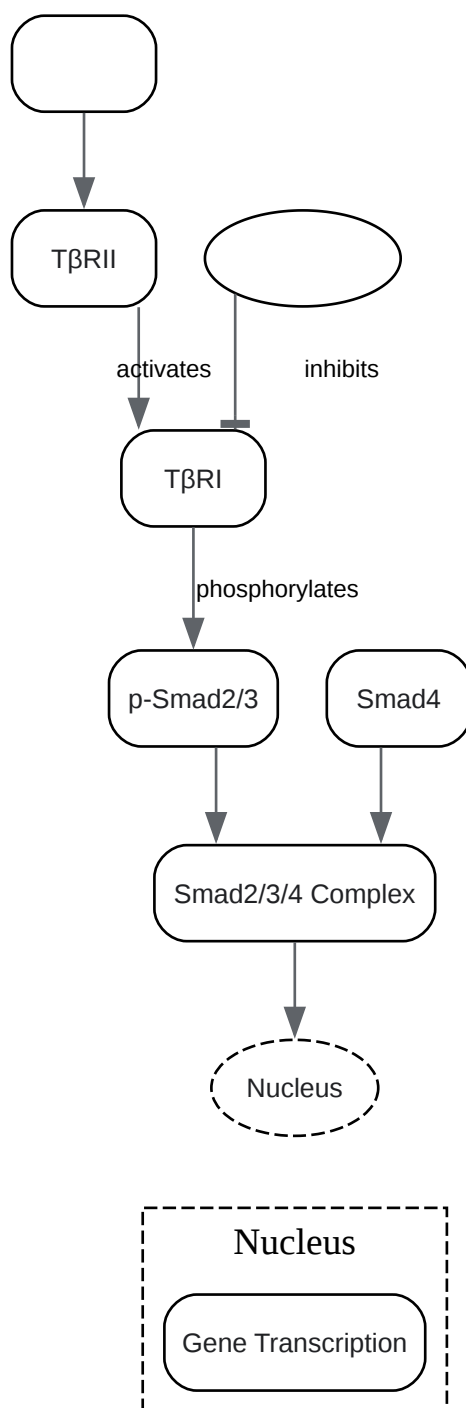 TβRII
activates
inhibits
TβRI
phosphorylates
p-Smad2/3
Smad4
Smad2/3/4 Complex
Nucleus
Nucleus
Gene Transcription